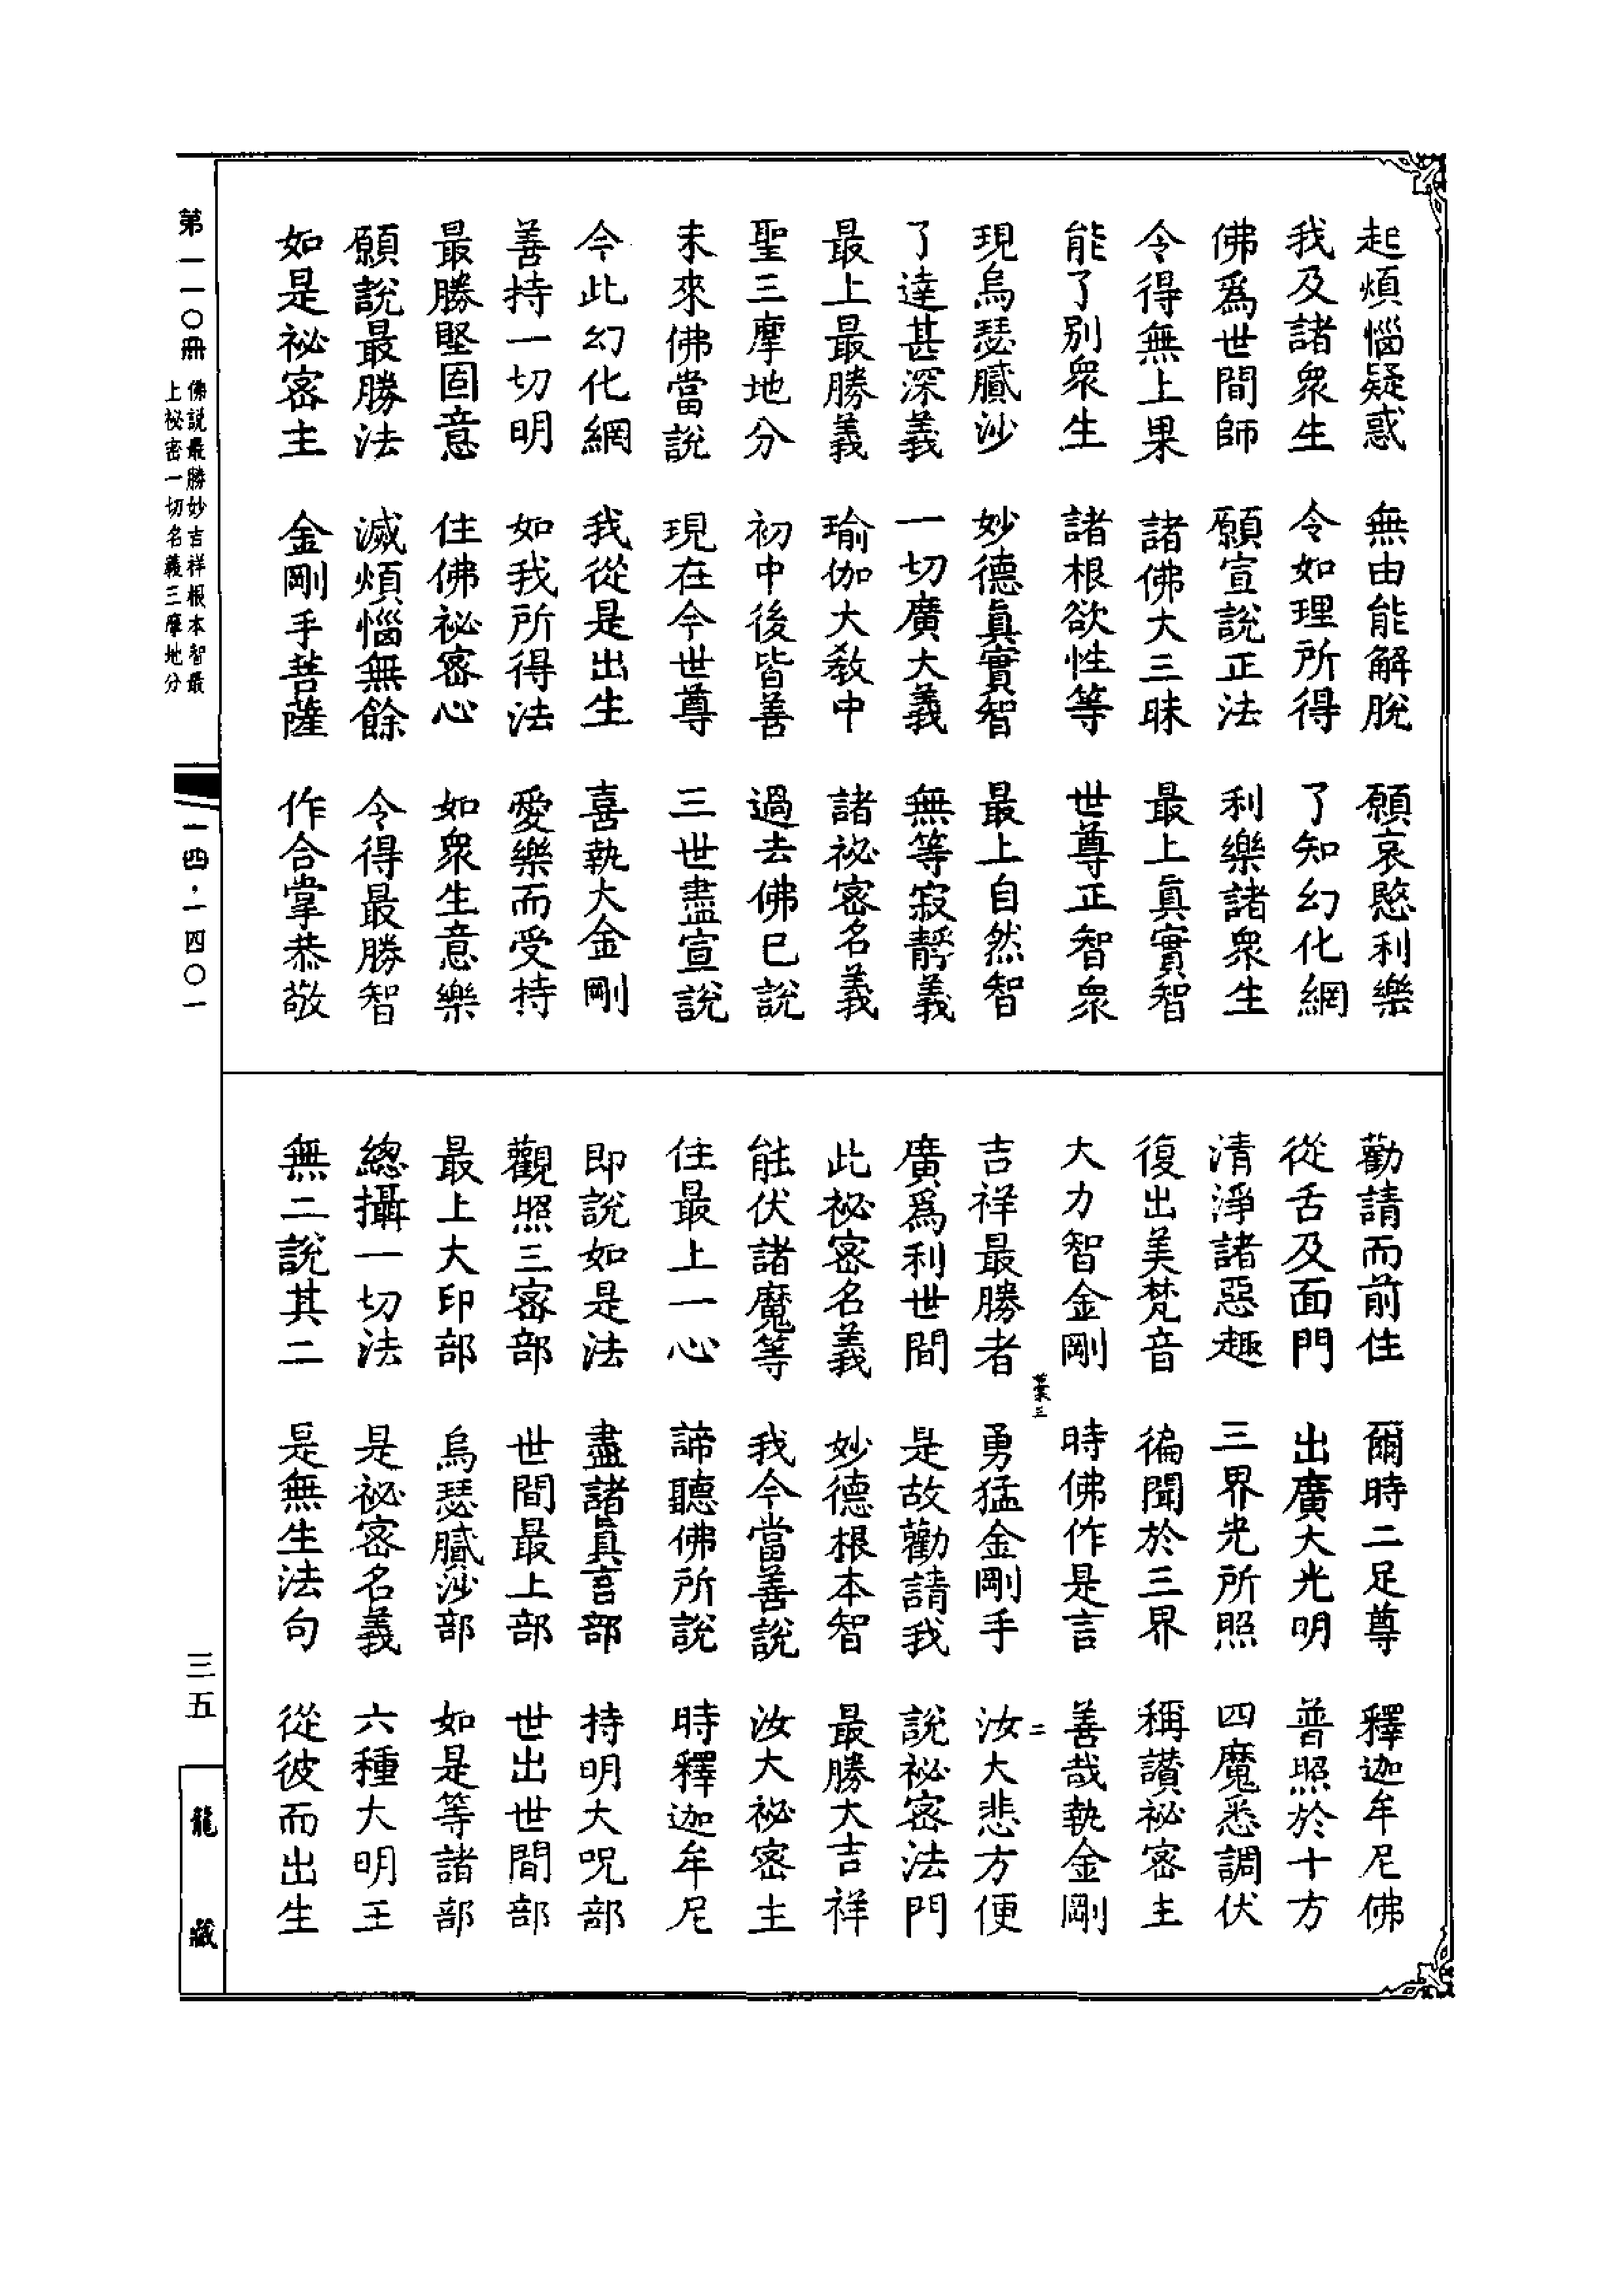 起煩惱疑惑　無由能解脫　願哀愍利樂
我及諸衆生　令如理所得　了知幻化網
佛爲世間師　願宣說正法　利樂諸衆生
令得無上果　諸佛大三昧　最上眞實智
能了别衆生　諸根欲性等　世尊正智眾
現烏瑟膩沙　妙德眞實智　最上自然智
了達甚深義　一切廣大義　無等寂靜義
最上最勝義　瑜伽大教中　諸祕密名義
聖三摩地分　初中後皆善　過去佛已說
未來佛當說　現在今世尊　三世盡宣說
今此幻化網　我從是出生　喜執大金剛
善持一切明　如我所得法　愛樂而受持
最勝堅固意　住佛祕密心　如衆生意樂
願說最勝法　滅煩惱無餘　令得最勝智
如是祕密主　金剛手菩薩　作合掌恭敬
勸請而前住　爾時二足尊　釋迦牟尼佛
從舌及面門　出廣大光明　普照於十方
清淨諸惡趣　三界光所照　四魔悉調伏
復出美梵音　徧聞於三界　稱讚祕密主
大力智金剛　時佛作是言　善哉執金剛
業三　二
吉祥最勝者　勇猛金剛手　汝大悲方便
廣爲利世間　是故勸請我　說祕密法門
此祕密名義　妙德根本智　最勝大吉祥
能伏諸魔等　我今當善說　汝大祕密主
住最上一心　諦聽佛所說　時釋迦牟尼
即說如是法　盡諸眞言部　持明大呪部
觀照三密部　世間最上部　世出世間部
最上大印部　烏瑟膩沙部　如是等諸部
總攝一切法　是祕密名義　六種大明王
無二說其二　是無生法句　從彼而出生
第一一〇冊
佛説最勝妙吉祥根本智最
上祕密一切名義三摩地分
一四·一四〇一
三五
龍藏